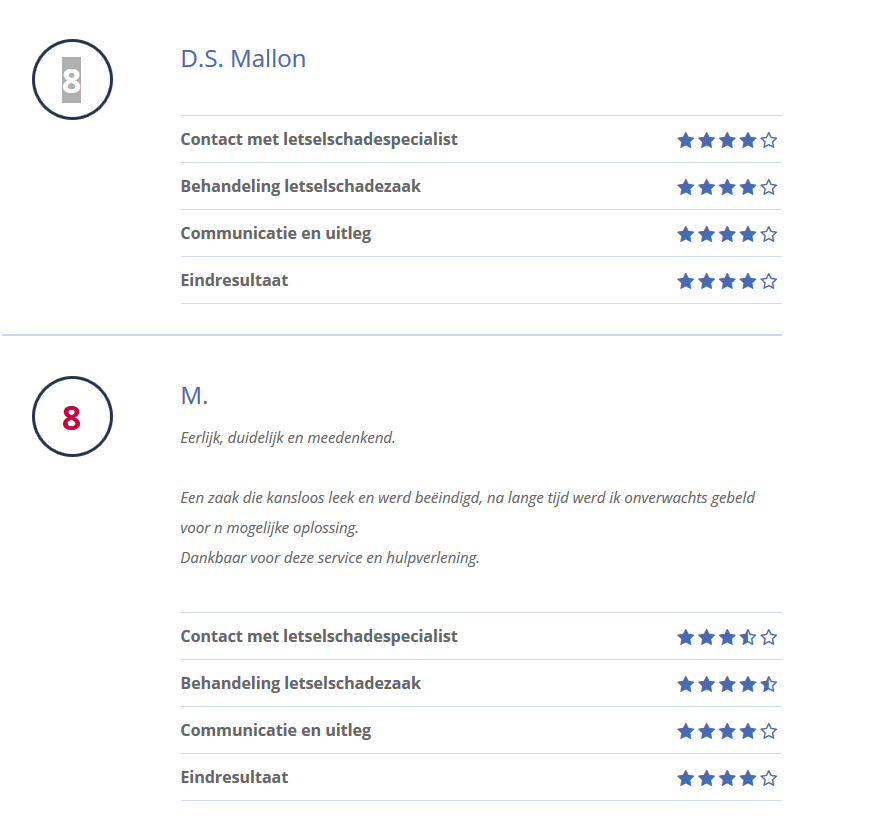 8
D.S. Mallon
Contact met letselschadespecialist
Behandeling letselschadezaak
Communicatie en uitleg
Eindresultaat
8
M.
Eerlijk, duidelijk en meedenkend.
Een zaak die kansloos leek en werd beëindigd, na lange tijd werd ik onverwachts gebeld
voor n mogelijke oplossing.
Dankbaar voor deze service en hulpverlening.
Contact met letselschadespecialist
Behandeling letselschadezaak
Communicatie en uitleg
Eindresultaat